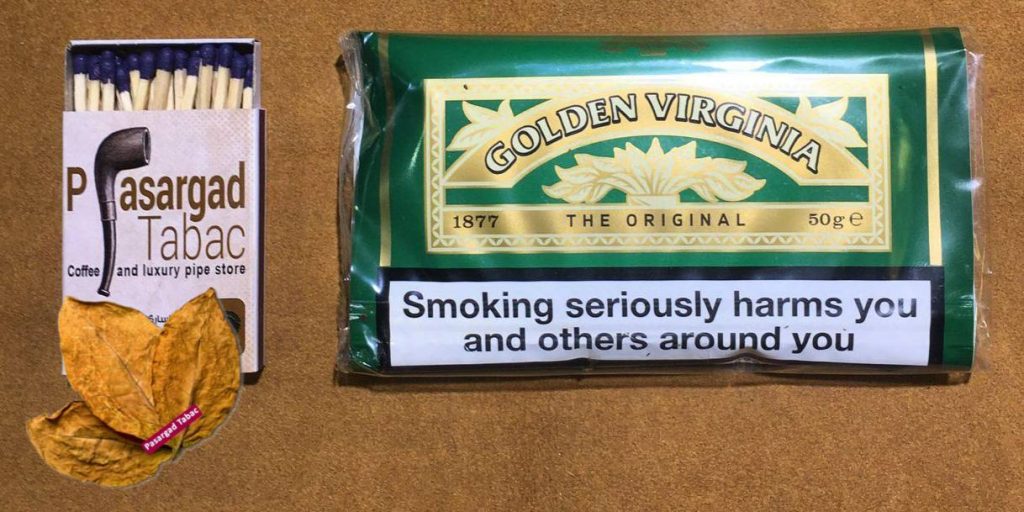 Pasargad
Tabac
Coffee and luxury pipe store
Pasargad Tabac
GOLDEN VIRGINIA
1877 THE ORIGINAL 50g e
Smoking seriously harms you
and others around you